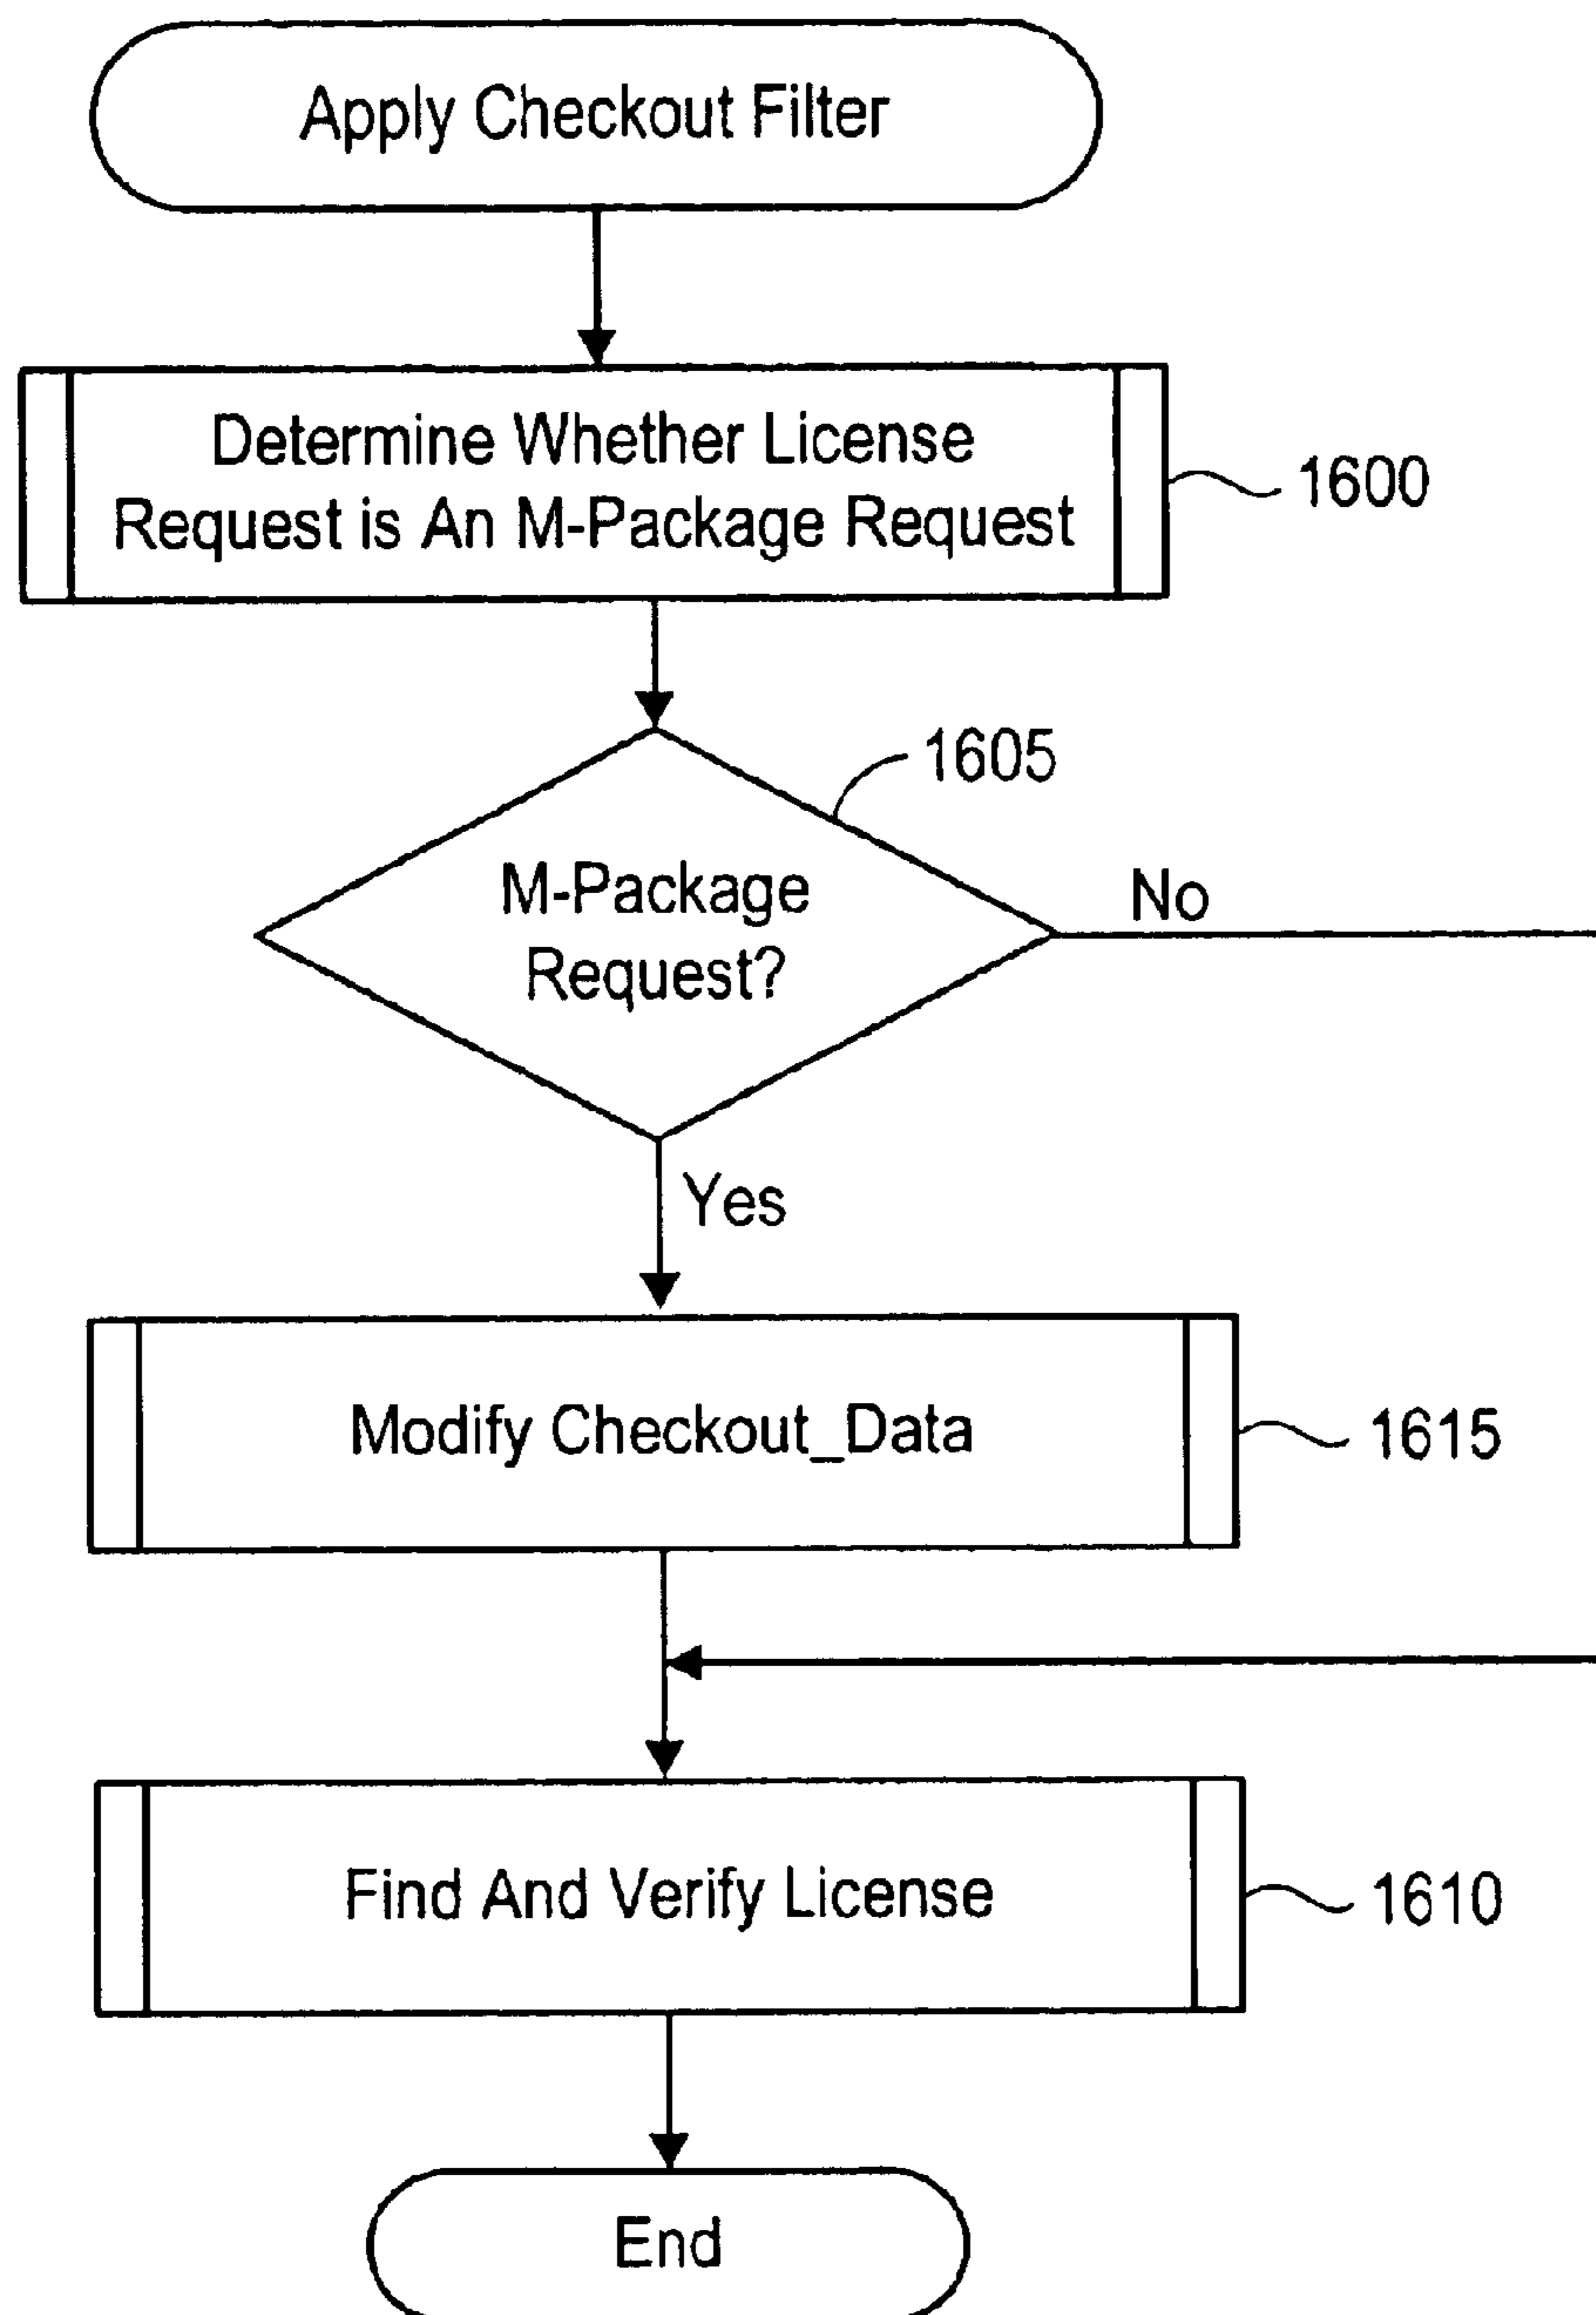 Apply Checkout Filter
Determine Whether License
Request is An M-Package Request
1600
1605
M-Package
Request?
No
Yes
Modify Checkout_Data
1615
Find And Verify License
1610
End